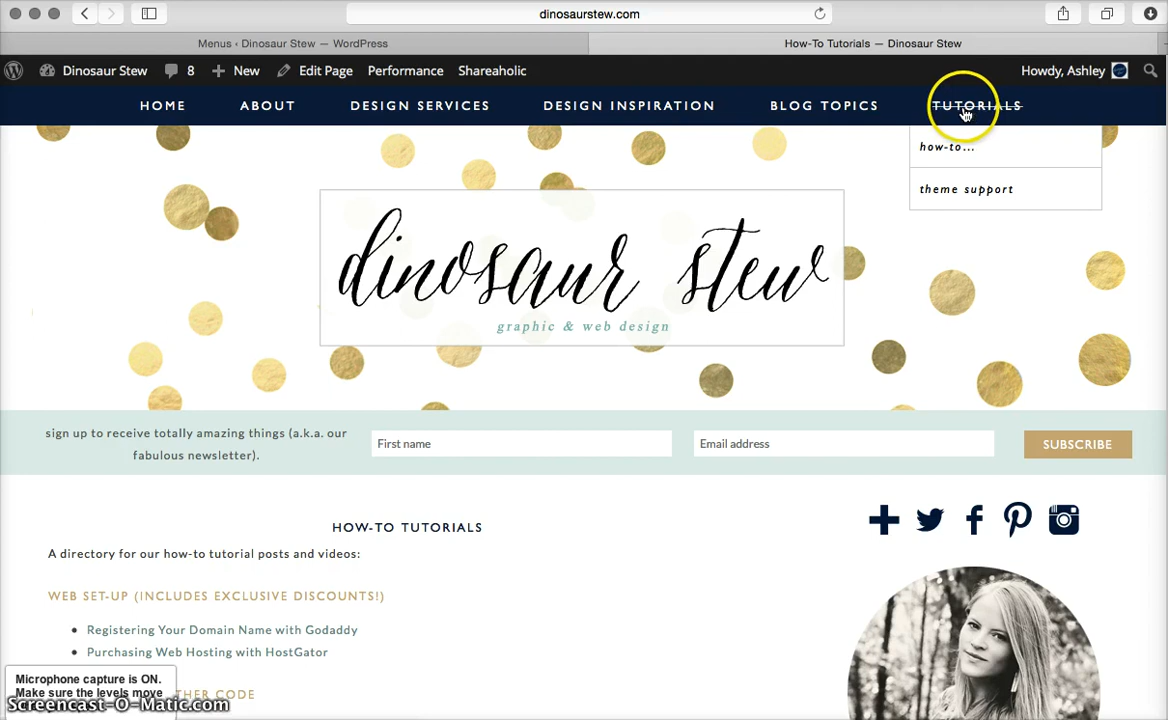 dinosaurstew.com
Menus ‹ Dinosaur Stew — WordPress
How-To Tutorials — Dinosaur Stew
Dinosaur Stew 8 New Edit Page Performance Shareaholic Howdy, Ashley
HOME ABOUT DESIGN SERVICES DESIGN INSPIRATION BLOG TOPICS TUTORIALS
how-to...
theme support
dinosaur stew
graphic & web design
sign up to receive totally amazing things (a.k.a. our
fabulous newsletter).
First name Email address SUBSCRIBE
HOW-TO TUTORIALS
A directory for our how-to tutorial posts and videos:
WEB SET-UP (INCLUDES EXCLUSIVE DISCOUNTS!)
• Registering Your Domain Name with Godaddy
• Purchasing Web Hosting with HostGator
CODE
Microphone capture is ON.
Make sure the levels move
Screencast-O-Matic.com